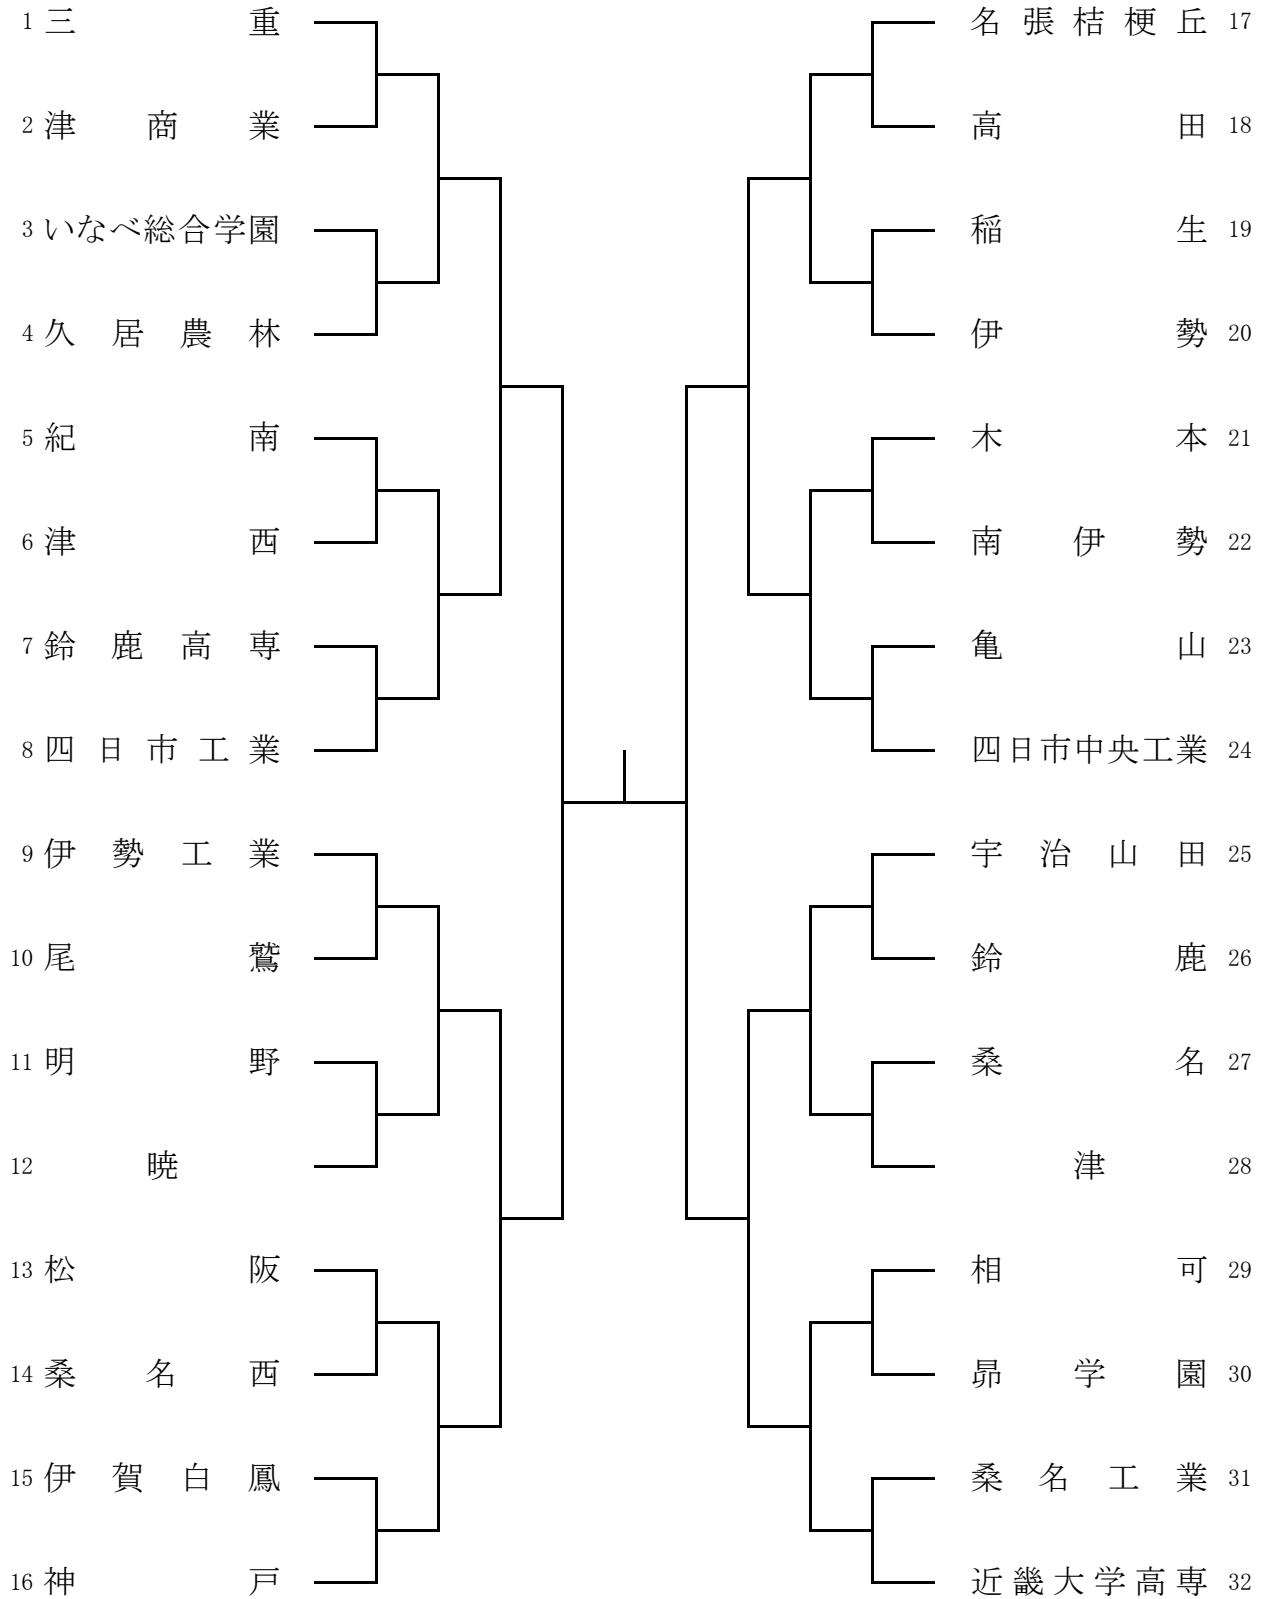 1 三重
2 津商業
3 いなべ総合学園
4 久居農林
5 紀南
6 津西
7 鈴鹿高専
8 四日市工業
9 伊勢工業
10 尾鷲
11 明野
12 暁
13 松阪
14 桑名西
15 伊賀白鳳
16 神戸
名張桔梗丘 17
高田 18
稲生 19
伊勢 20
木本 21
南伊勢 22
亀山 23
四日市中央工業 24
宇治山田 25
鈴鹿 26
桑名 27
津 28
相可 29
昴学園 30
桑名工業 31
近畿大学高専 32